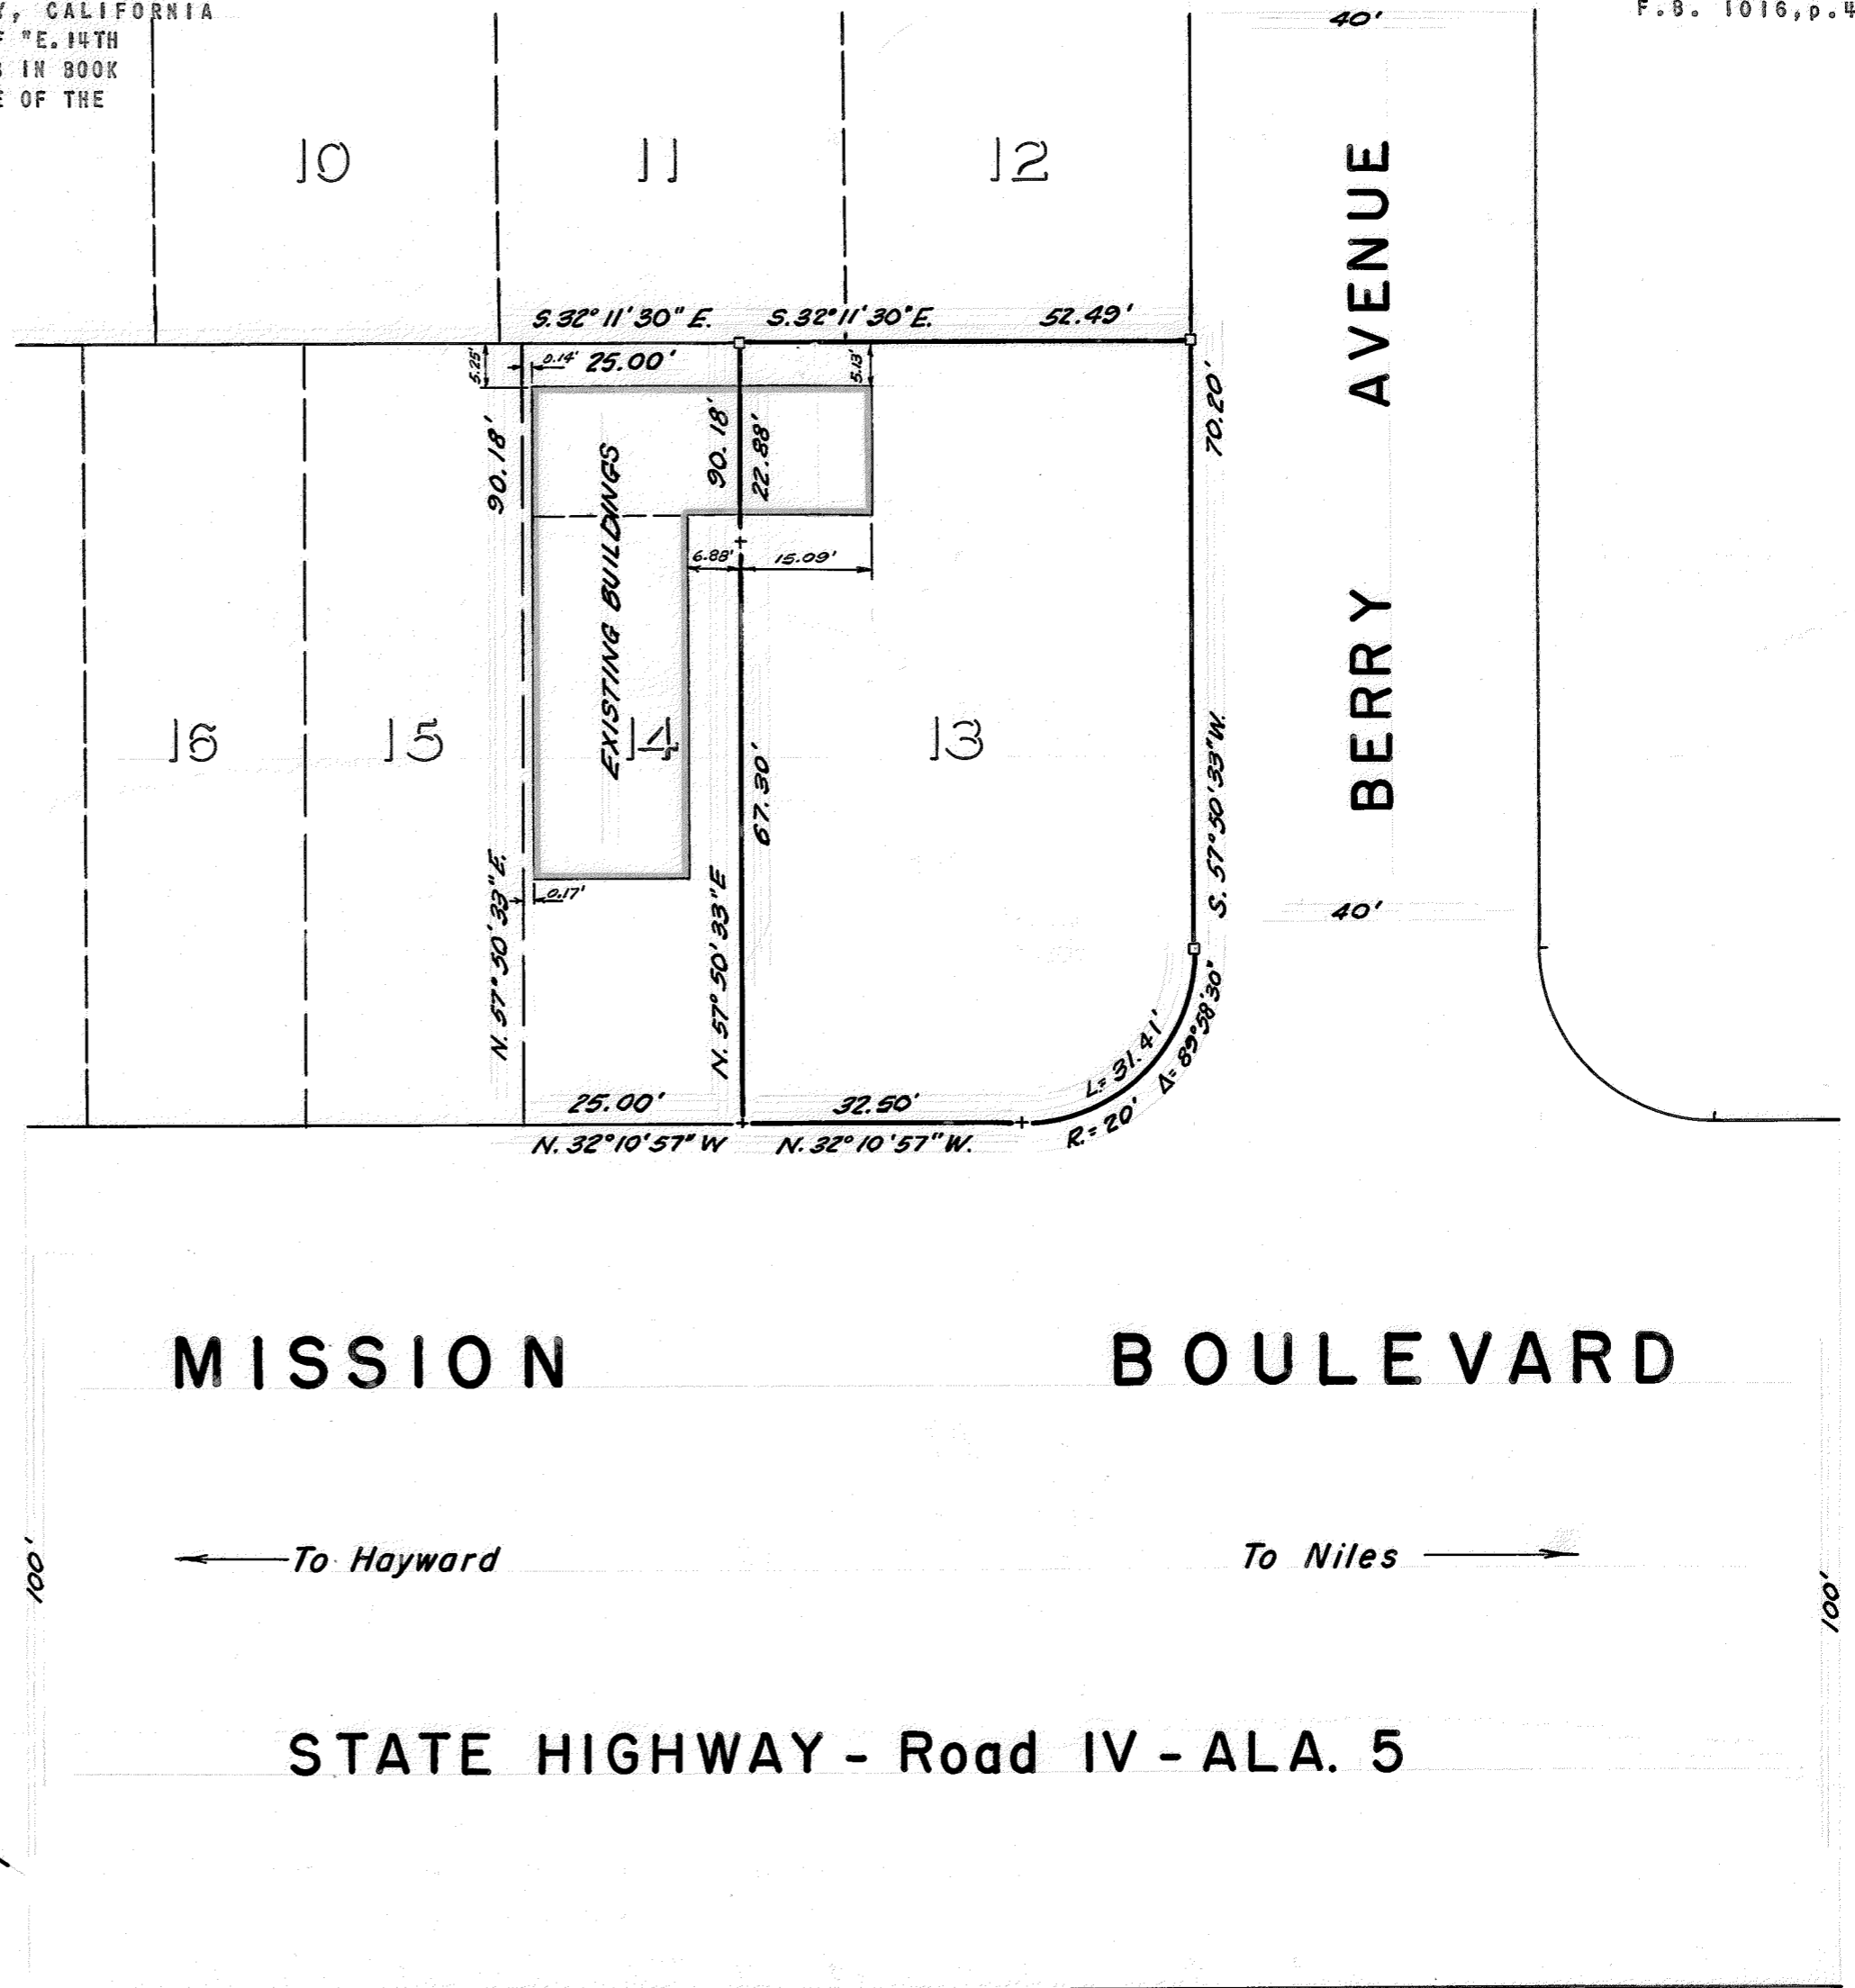 Y, CALIFORNIA
F "E. 14TH
S IN BOOK
E OF THE
F.B. 1016, p.4
40'
10
11
12
BERRY AVENUE
S. 32° 11' 30" E.
S. 32° 11' 30" E.
52.49'
5.25'
0.14'
25.00'
5.13'
90.18'
90.18'
22.88'
70.20'
EXISTING BUILDINGS
6.88'
15.09'
16
15
14
13
67.30'
S. 57° 50' 33" W.
N. 57° 50' 33" E.
0.17'
N. 57° 50' 33" E
40'
L= 31.41'
Δ= 89° 58' 30"
R.= 20'
25.00'
32.50'
N. 32° 10' 57" W
N. 32° 10' 57" W.
MISSION BOULEVARD
To Hayward
To Niles
100'
100'
STATE HIGHWAY - Road IV - ALA. 5